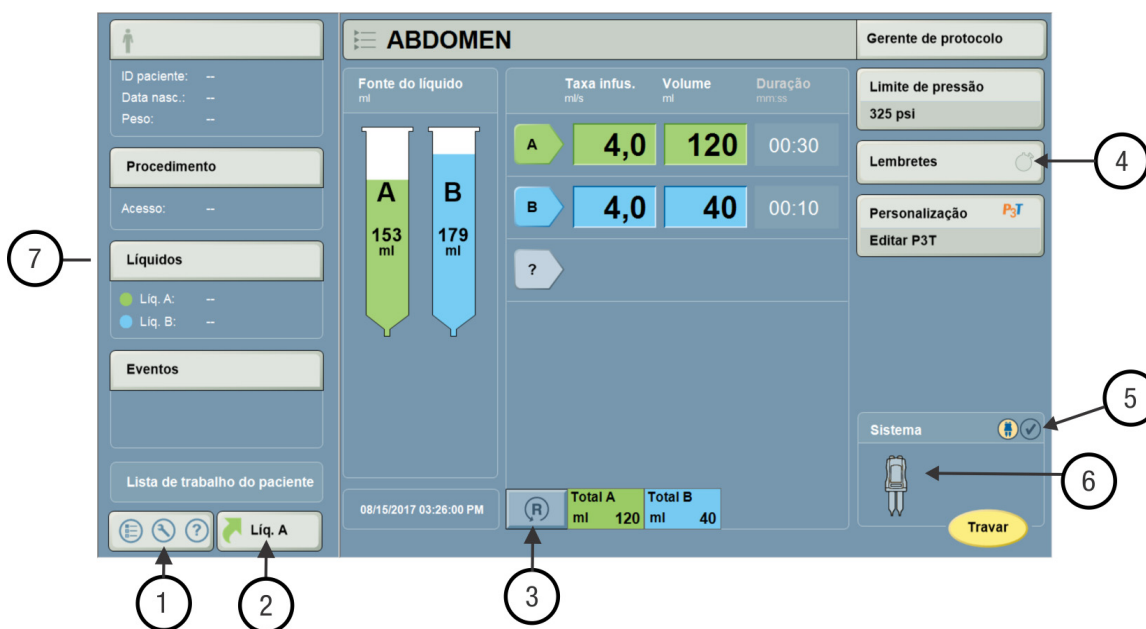 ABDOMEN
Gerente de protocolo
ID paciente: --
Data nasc.: --
Peso: --
Procedimento
Acesso: --
Líquidos
Líq. A: --
Líq. B: --
Eventos
Lista de trabalho do paciente
?
Líq. A
Fonte do líquido
ml
A
153
ml
B
179
ml
08/15/2017 03:26:00 PM
Taxa infus. Volume Duração
ml/s ml mm:ss
A 4,0 120 00:30
B 4,0 40 00:10
?
R
Total A
ml 120
Total B
ml 40
Limite de pressão
325 psi
Lembretes
Personalização P3T
Editar P3T
Sistema
Travar
1
2
3
4
5
6
7